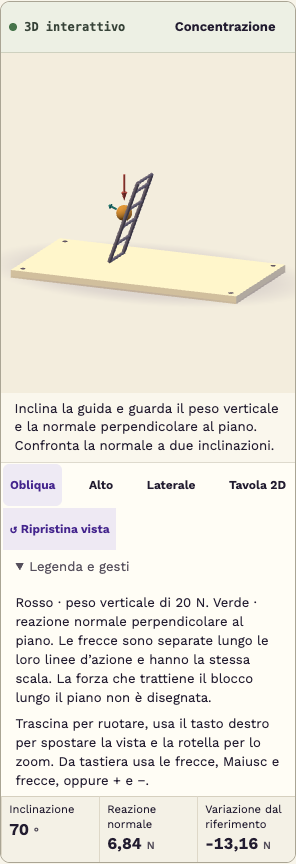 3D interattivo
Concentrazione
Inclina la guida e guarda il peso verticale
e la normale perpendicolare al piano.
Confronta la normale a due inclinazioni.
Obliqua
Alto
Laterale
Tavola 2D
↺ Ripristina vista
▼ Legenda e gesti
Rosso · peso verticale di 20 N. Verde ·
reazione normale perpendicolare al
piano. Le frecce sono separate lungo le
loro linee d’azione e hanno la stessa
scala. La forza che trattiene il blocco
lungo il piano non è disegnata.
Trascina per ruotare, usa il tasto destro
per spostare la vista e la rotella per lo
zoom. Da tastiera usa le frecce, Maiusc e
frecce, oppure + e −.
Inclinazione
70 °
Reazione
normale
6,84 N
Variazione dal
riferimento
-13,16 N